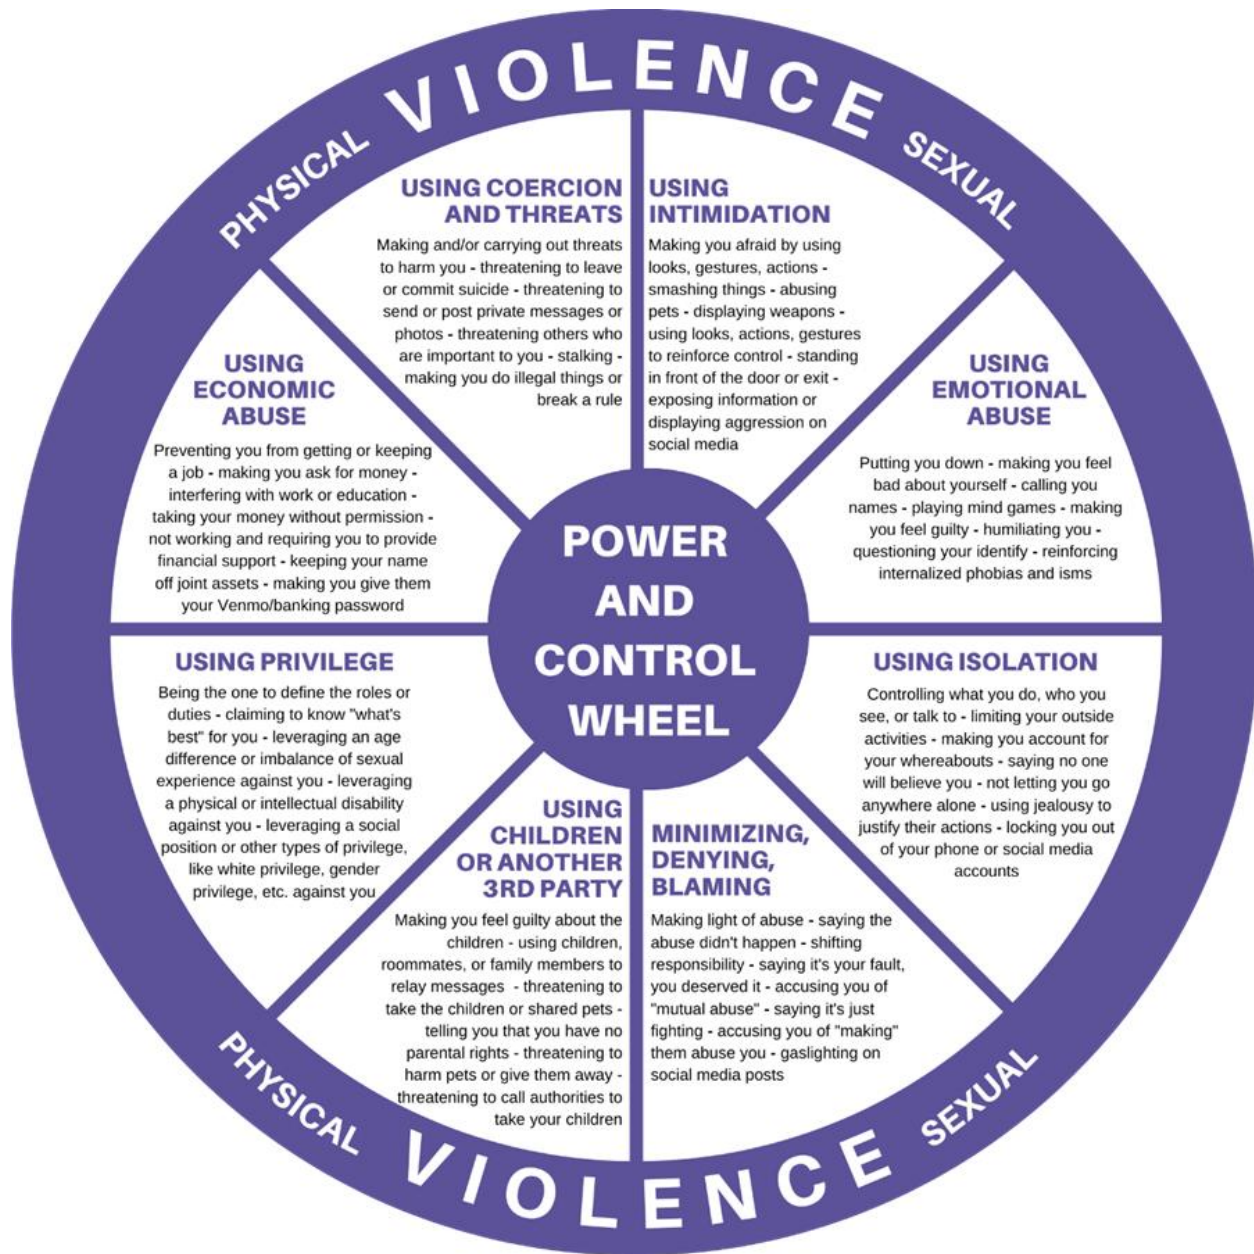 PHYSICAL VIOLENCE SEXUAL
USING COERCION
AND THREATS
Making and/or carrying out threats
to harm you - threatening to leave
or commit suicide - threatening to
send or post private messages or
photos - threatening others who
are important to you - stalking -
making you do illegal things or
break a rule
USING
INTIMIDATION
Making you afraid by using
looks, gestures, actions -
smashing things - abusing
pets - displaying weapons -
using looks, actions, gestures
to reinforce control - standing
in front of the door or exit -
exposing information or
displaying aggression on
social media
USING
ECONOMIC
ABUSE
Preventing you from getting or keeping
a job - making you ask for money -
interfering with work or education -
taking your money without permission -
not working and requiring you to provide
financial support - keeping your name
off joint assets - making you give them
your Venmo/banking password
USING
EMOTIONAL
ABUSE
Putting you down - making you feel
bad about yourself - calling you
names - playing mind games - making
you feel guilty - humiliating you -
questioning your identify - reinforcing
internalized phobias and isms
POWER
AND
CONTROL
WHEEL
USING PRIVILEGE
Being the one to define the roles or
duties - claiming to know "what's
best" for you - leveraging an age
difference or imbalance of sexual
experience against you - leveraging
a physical or intellectual disability
against you - leveraging a social
position or other types of privilege,
like white privilege, gender
privilege, etc. against you
USING ISOLATION
Controlling what you do, who you
see, or talk to - limiting your outside
activities - making you account for
your whereabouts - saying no one
will believe you - not letting you go
anywhere alone - using jealousy to
justify their actions - locking you out
of your phone or social media
accounts
USING
CHILDREN
OR ANOTHER
3RD PARTY
Making you feel guilty about the
children - using children,
roommates, or family members to
relay messages - threatening to
take the children or shared pets -
telling you that you have no
parental rights - threatening to
harm pets or give them away -
threatening to call authorities to
take your children
MINIMIZING,
DENYING,
BLAMING
Making light of abuse - saying the
abuse didn't happen - shifting
responsibility - saying it's your fault,
you deserved it - accusing you of
"mutual abuse" - saying it's just
fighting - accusing you of "making"
them abuse you - gaslighting on
social media posts
PHYSICAL VIOLENCE SEXUAL